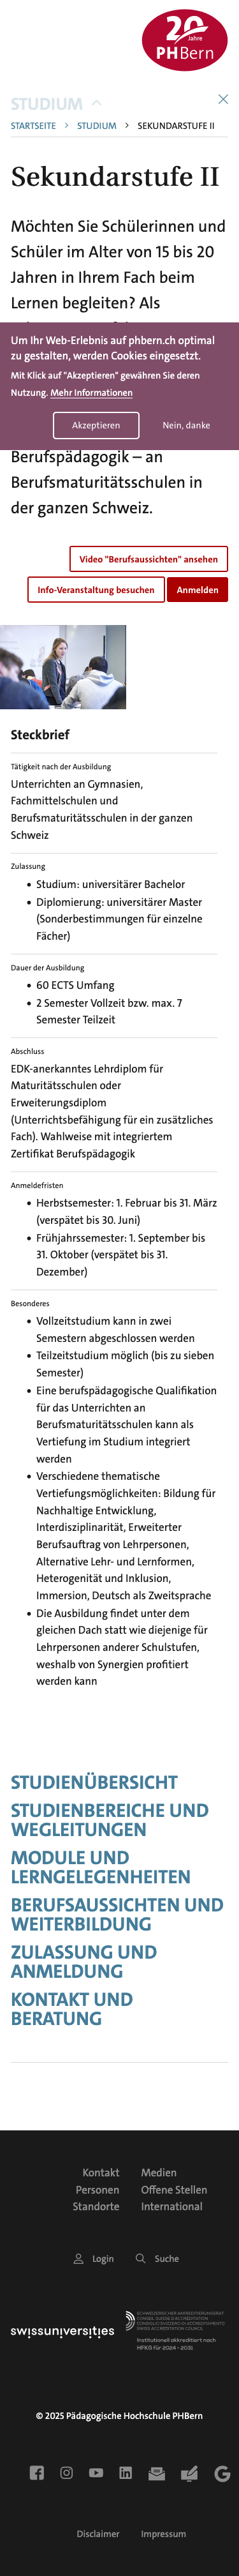 20
Jahre
PHBern
STUDIUM
STARTSEITE > STUDIUM > SEKUNDARSTUFE II
Sekundarstufe II
Möchten Sie Schülerinnen und
Schüler im Alter von 15 bis 20
Jahren in Ihrem Fach beim
Lernen begleiten? Als
Um Ihr Web-Erlebnis auf phbern.ch optimal
zu gestalten, werden Cookies eingesetzt.
Mit Klick auf "Akzeptieren" gewähren Sie deren
Nutzung. Mehr Informationen
Akzeptieren
Nein, danke
Berufspädagogik – an
Berufsmaturitätsschulen in
der ganzen Schweiz.
Video "Berufsaussichten" ansehen
Info-Veranstaltung besuchen
Anmelden
Steckbrief
Tätigkeit nach der Ausbildung
Unterrichten an Gymnasien,
Fachmittelschulen und
Berufsmaturitätsschulen in der ganzen
Schweiz
Zulassung
• Studium: universitärer Bachelor
• Diplomierung: universitärer Master
(Sonderbestimmungen für einzelne
Fächer)
Dauer der Ausbildung
• 60 ECTS Umfang
• 2 Semester Vollzeit bzw. max. 7
Semester Teilzeit
Abschluss
EDK-anerkanntes Lehrdiplom für
Maturitätsschulen oder
Erweiterungsdiplom
(Unterrichtsbefähigung für ein zusätzliches
Fach). Wahlweise mit integriertem
Zertifikat Berufspädagogik
Anmeldefristen
• Herbstsemester: 1. Februar bis 31. März
(verspätet bis 30. Juni)
• Frühjahrssemester: 1. September bis
31. Oktober (verspätet bis 31.
Dezember)
Besonderes
• Vollzeitstudium kann in zwei
Semestern abgeschlossen werden
• Teilzeitstudium möglich (bis zu sieben
Semester)
• Eine berufspädagogische Qualifikation
für das Unterrichten an
Berufsmaturitätsschulen kann als
Vertiefung im Studium integriert
werden
• Verschiedene thematische
Vertiefungsmöglichkeiten: Bildung für
Nachhaltige Entwicklung,
Interdisziplinarität, Erweiterter
Berufsauftrag von Lehrpersonen,
Alternative Lehr- und Lernformen,
Heterogenität und Inklusion,
Immersion, Deutsch als Zweitsprache
• Die Ausbildung findet unter dem
gleichen Dach statt wie diejenige für
Lehrpersonen anderer Schulstufen,
weshalb von Synergien profitiert
werden kann
STUDIENÜBERSICHT
STUDIENBEREICHE UND
WEGLEITUNGEN
MODULE UND
LERNGELEGENHEITEN
BERUFSAUSSICHTEN UND
WEITERBILDUNG
ZULASSUNG UND
ANMELDUNG
KONTAKT UND
BERATUNG
Kontakt
Personen
Standorte
Medien
Offene Stellen
International
Login
Suche
swissuniversities
SCHWEIZERISCHER AKKREDITIERUNGSRAT
CONSEIL SUISSE D'ACCRÉDITATION
CONSIGLIO SVIZZERO DI ACCREDITAMENTO
SWISS ACCREDITATION COUNCIL
Institutionell akkreditiert nach
HFKG für 2024 – 2031
© 2025 Pädagogische Hochschule PHBern
Disclaimer
Impressum